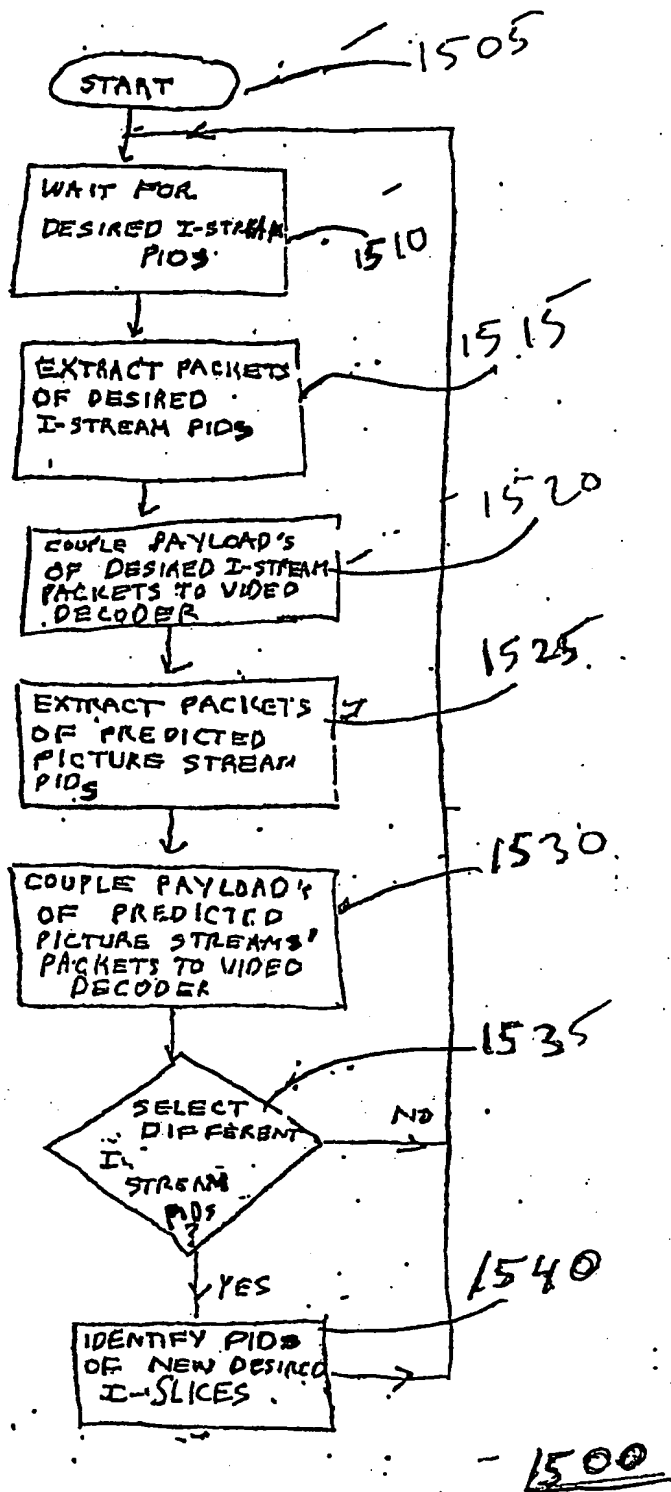 START
1505
WAIT FOR
DESIRED I-STREAM
PIDS
1510
EXTRACT PACKETS
OF DESIRED
I-STREAM PIDS
1515
COUPLE PAYLOAD'S
OF DESIRED I-STREAM
PACKETS TO VIDEO
DECODER
1520
EXTRACT PACKETS
OF PREDICTED
PICTURE STREAM
PIDS
1525
COUPLE PAYLOAD'S
OF PREDICTED
PICTURE STREAMS'
PACKETS TO VIDEO
DECODER
1530
SELECT
DIFFERENT
I-
STREAM
PIDS
?
1535
NO
YES
IDENTIFY PIDS
OF NEW DESIRED
I-SLICES
1540
1500